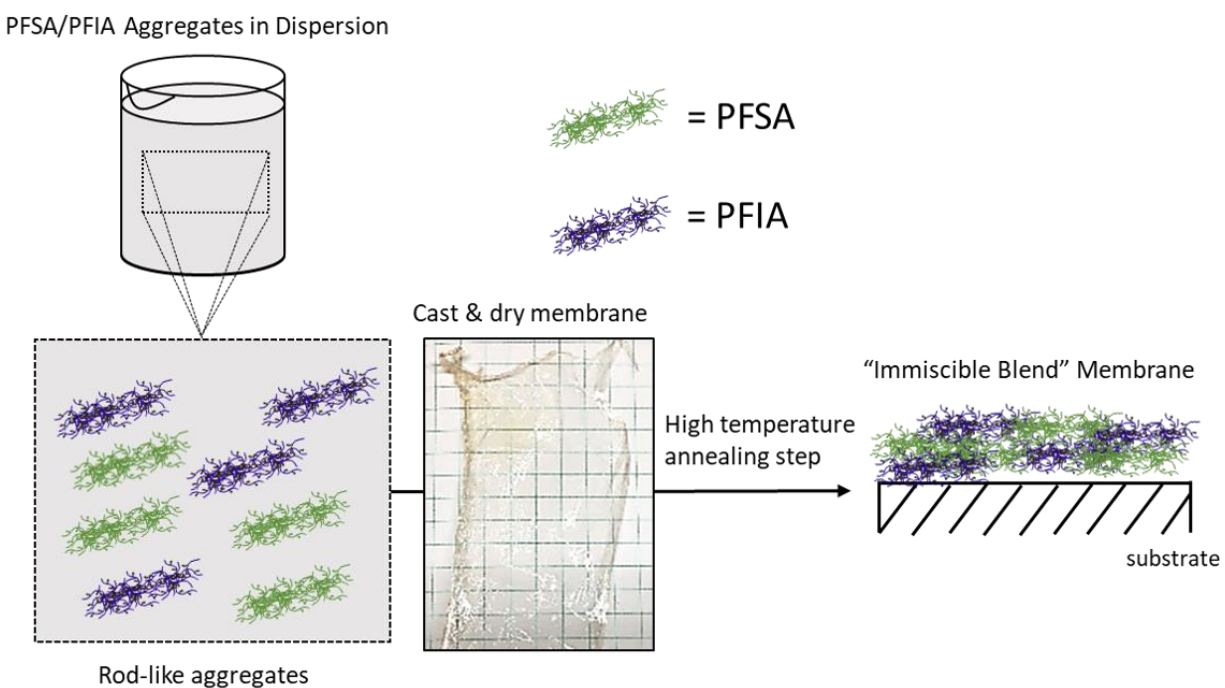 PFSA/PFIA Aggregates in Dispersion
= PFSA
= PFIA
Cast & dry membrane
"Immiscible Blend" Membrane
High temperature
annealing step
substrate
Rod-like aggregates